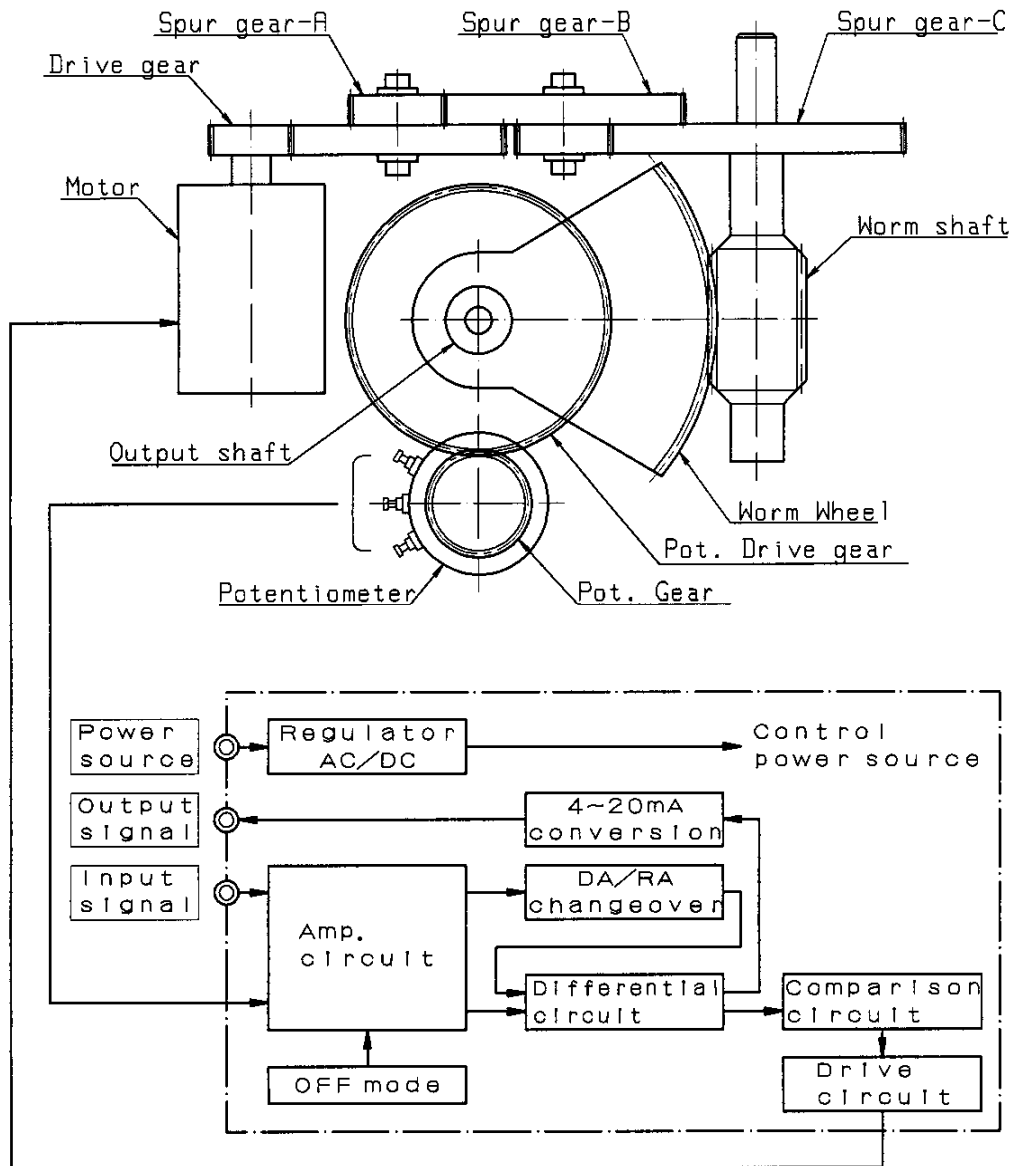 Spur gear-A
Spur gear-B
Spur gear-C
Drive gear
Motor
Worm shaft
Output shaft
Worm Wheel
Pot. Drive gear
Potentiometer
Pot. Gear
Power
source
Regulator
AC/DC
Control
power source
Output
signal
4~20mA
conversion
Input
signal
Amp.
circuit
DA/RA
changeover
Differential
circuit
Comparison
circuit
OFF mode
Drive
circuit